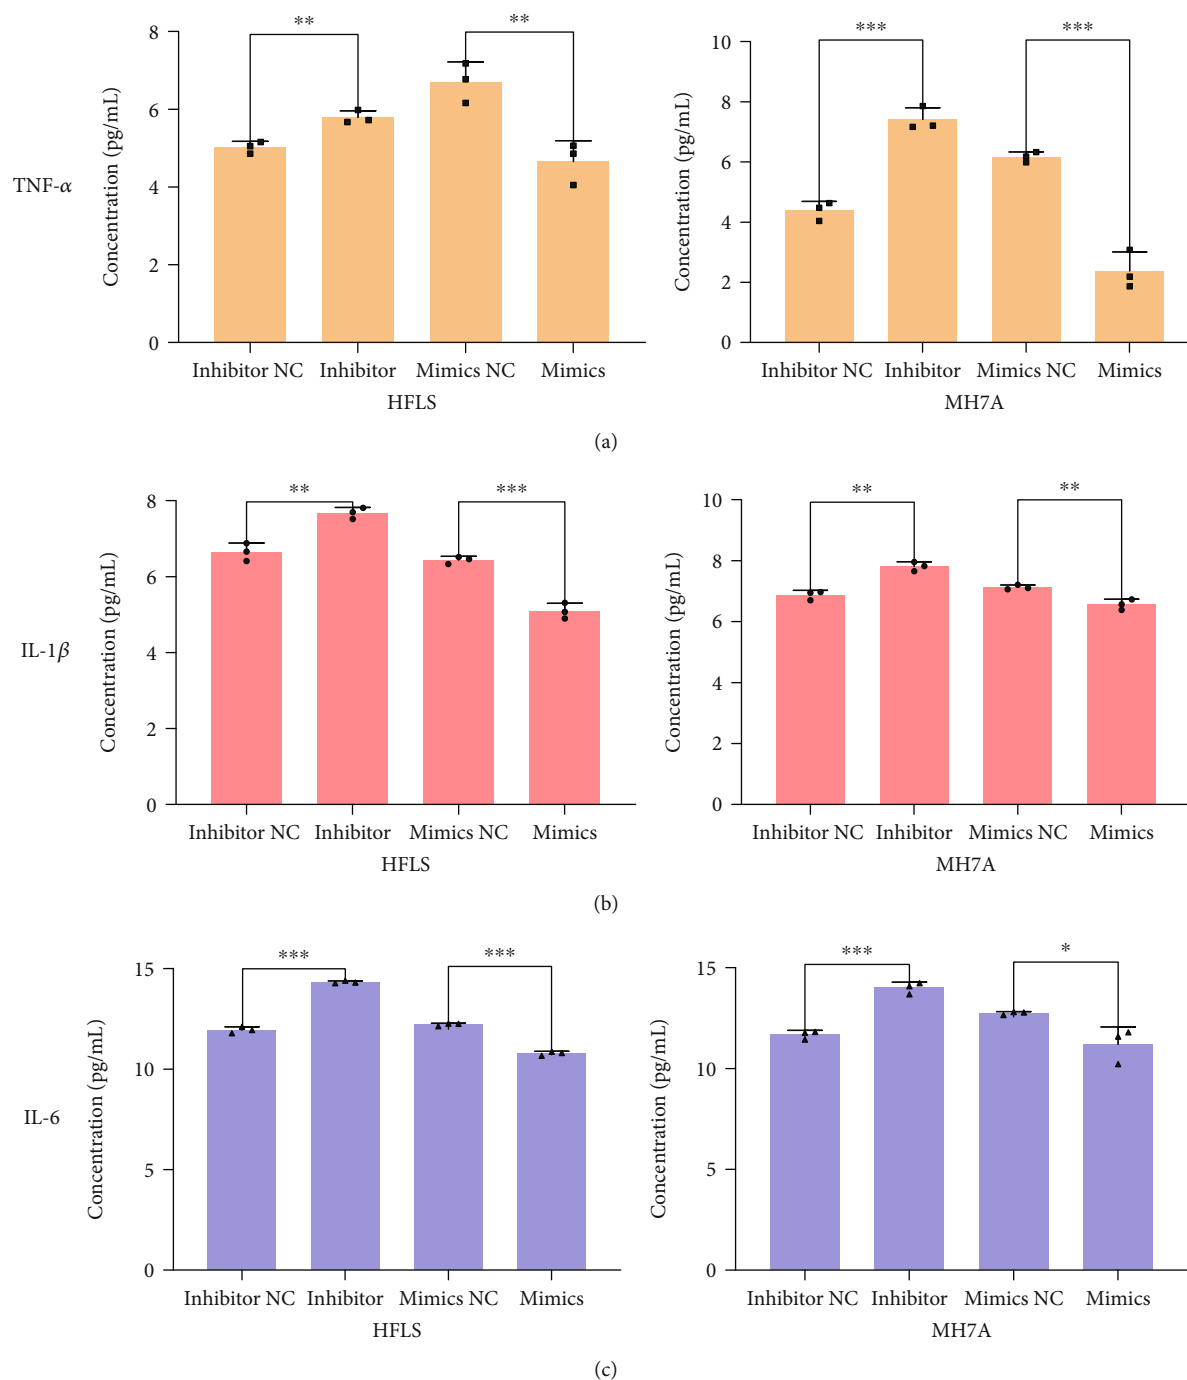 TNF-α
Concentration (pg/mL)
8
6
4
2
0
**
**
Inhibitor NC Inhibitor Mimics NC Mimics
HFLS
Concentration (pg/mL)
10
8
6
4
2
0
***
***
Inhibitor NC Inhibitor Mimics NC Mimics
MH7A
(a)
IL-1β
Concentration (pg/mL)
8
6
4
2
0
**
***
Inhibitor NC Inhibitor Mimics NC Mimics
HFLS
Concentration (pg/mL)
10
8
6
4
2
0
**
**
Inhibitor NC Inhibitor Mimics NC Mimics
MH7A
(b)
IL-6
Concentration (pg/mL)
15
10
5
0
***
***
Inhibitor NC Inhibitor Mimics NC Mimics
HFLS
Concentration (pg/mL)
15
10
5
0
***
*
Inhibitor NC Inhibitor Mimics NC Mimics
MH7A
(c)